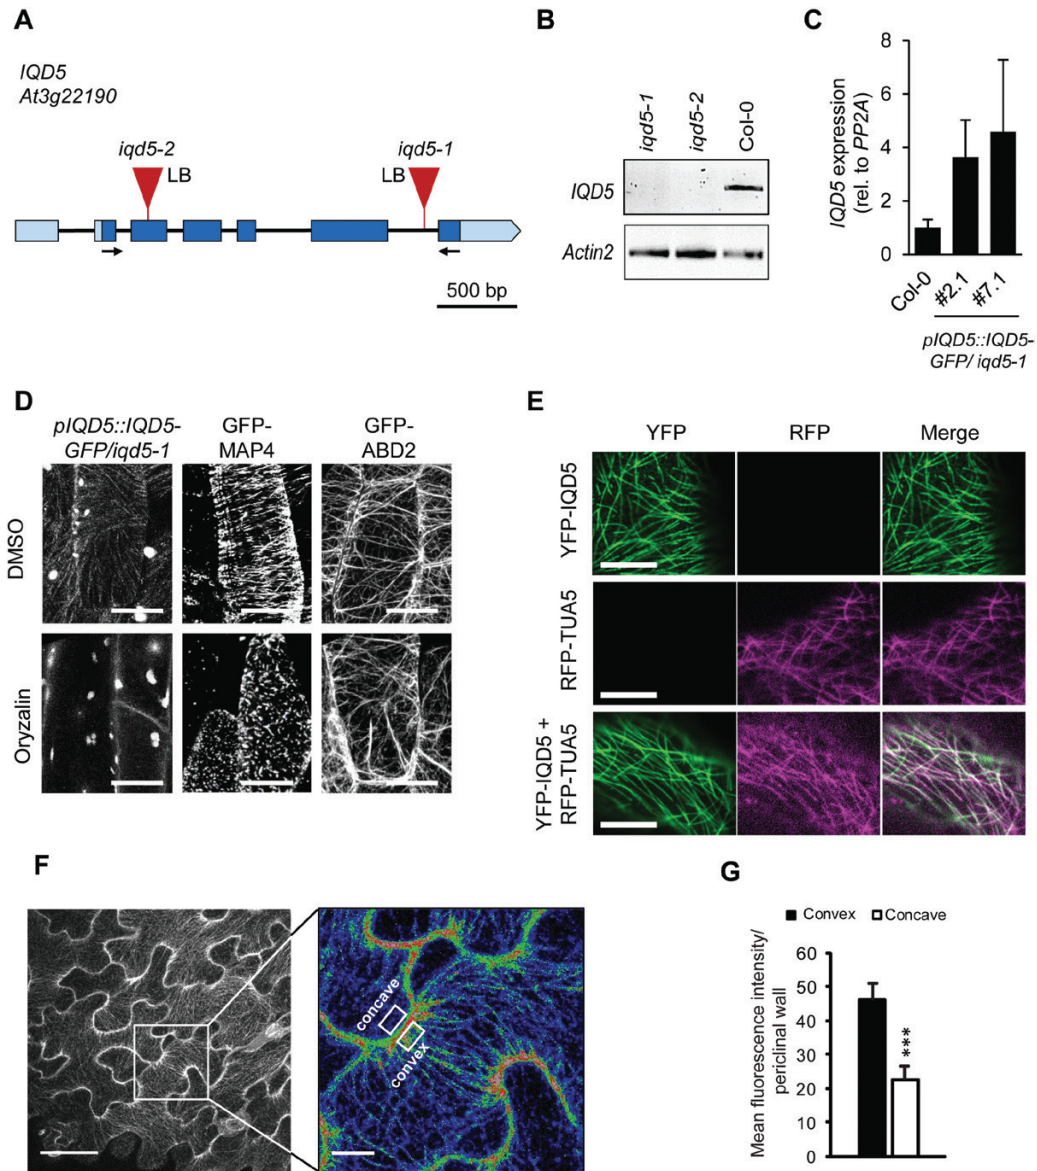 A
IQD5
At3g22190
iqd5-2
iqd5-1
LB
LB
500 bp
B
iqd5-1
iqd5-2
Col-0
IQD5
Actin2
C
IQD5 expression
(rel. to PP2A)
8
6
4
2
0
Col-0
#2.1
#7.1
pIQD5::IQD5-
GFP/ iqd5-1
D
pIQD5::IQD5-
GFP/iqd5-1
GFP-
MAP4
GFP-
ABD2
DMSO
Oryzalin
E
YFP
RFP
Merge
YFP-IQD5
RFP-TUA5
YFP-IQD5 +
RFP-TUA5
F
concave
convex
G
Convex
Concave
Mean fluorescence intensity/
periclinal wall
60
50
40
30
20
10
0
***